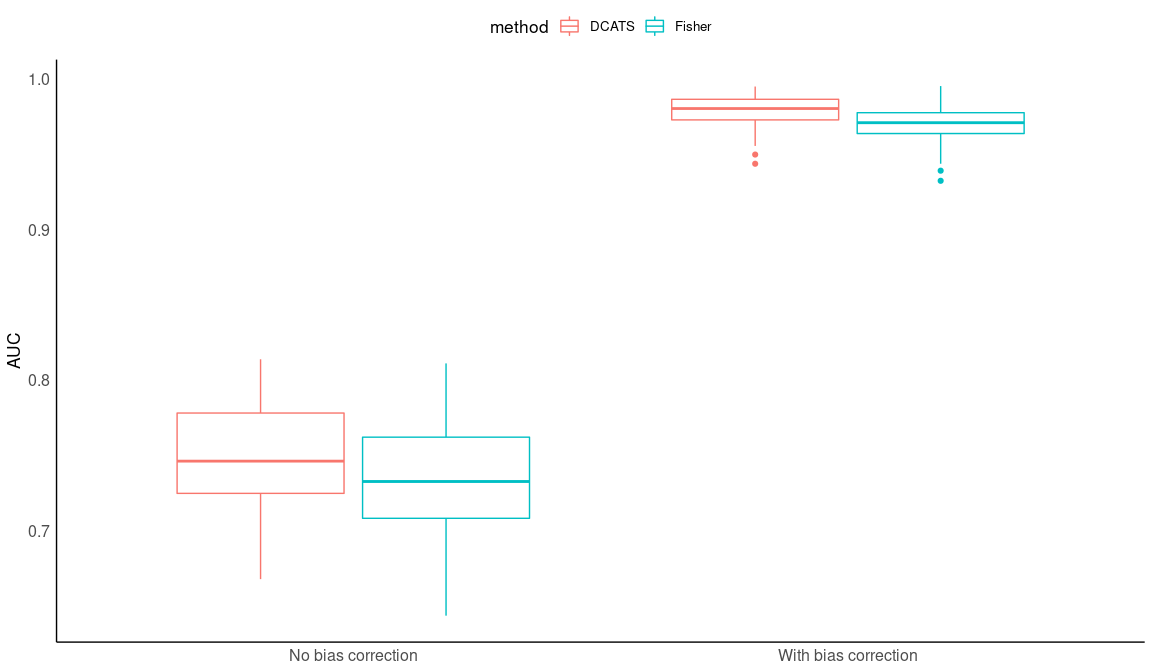 method DCATS Fisher
1.0
0.9
0.8
0.7
AUC
No bias correction With bias correction